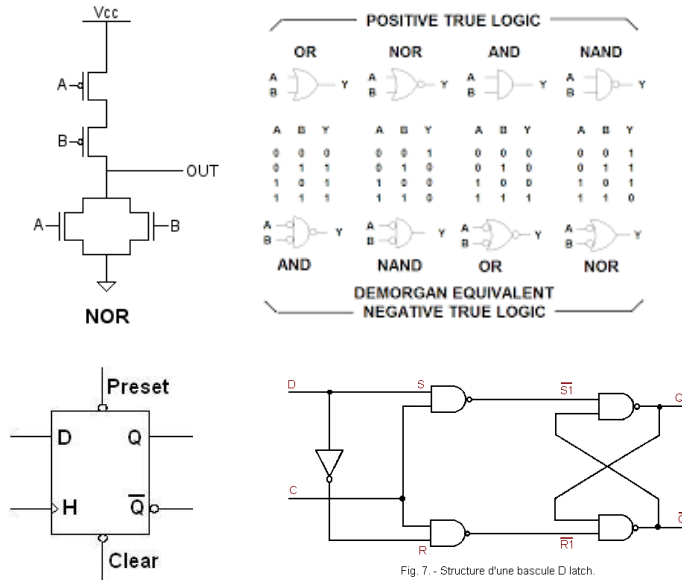 Vcc
A
B
OUT
A B
NOR
POSITIVE TRUE LOGIC
OR NOR AND NAND
A Y A Y A Y A Y
B B B B
A B Y A B Y A B Y A B Y
0 0 0 0 0 1 0 0 0 0 0 1
0 1 1 0 1 0 0 1 0 0 1 1
1 0 1 1 0 0 1 0 0 1 0 1
1 1 1 1 1 0 1 1 1 1 1 0
A Y A Y A Y A Y
B B B B
AND NAND OR NOR
DEMORGAN EQUIVALENT
NEGATIVE TRUE LOGIC
Preset
D Q
H Q̅
Clear
D S S̅1̅ Q
C
R R̅1̅ Q̅
Fig. 7. - Structure d'une bascule D latch.